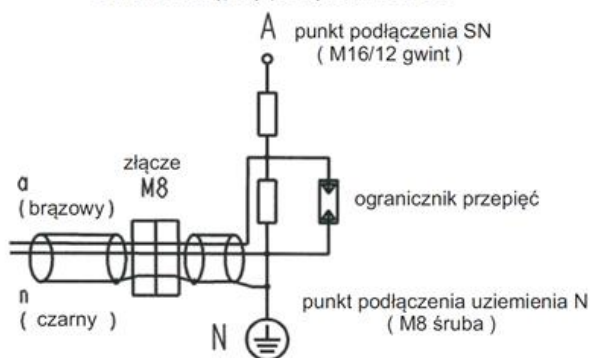 A
punkt podłączenia SN
( M16/12 gwint )
złącze
M8
a
( brązowy )
ogranicznik przepięć
n
( czarny )
punkt podłączenia uziemienia N
( M8 śruba )
N